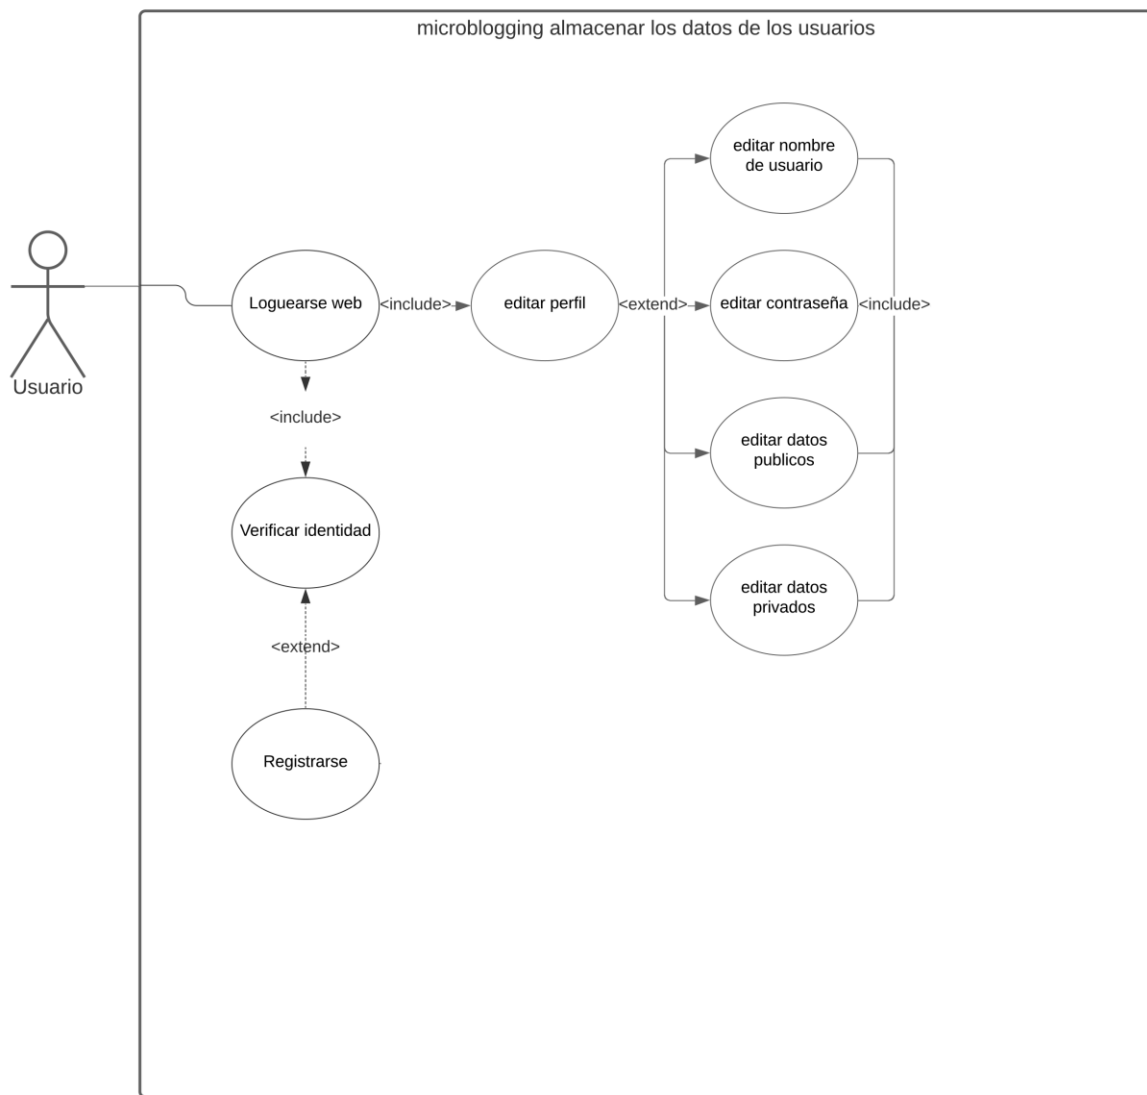 microblogging almacenar los datos de los usuarios
editar nombre
de usuario
Usuario
Loguearse web
<include>
editar perfil
<extend>
editar contraseña
<include>
<include>
editar datos
publicos
Verificar identidad
editar datos
privados
<extend>
Registrarse